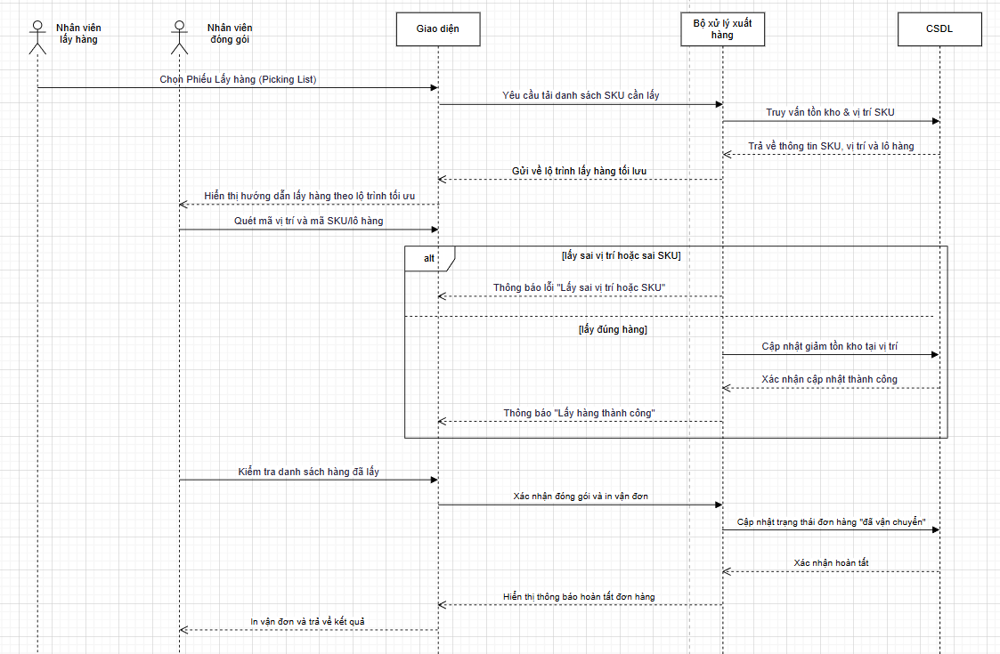 Nhân viên
lấy hàng
Nhân viên
đóng gói
Giao diện
Bộ xử lý xuất
hàng
CSDL
Chọn Phiếu Lấy hàng (Picking List)
Yêu cầu tải danh sách SKU cần lấy
Truy vấn tồn kho & vị trí SKU
Trả về thông tin SKU, vị trí và lô hàng
Gửi về lộ trình lấy hàng tối lưu
Hiển thị hướng dẫn lấy hàng theo lộ trình tối ưu
Quét mã vị trí và mã SKU/lô hàng
alt
[lấy sai vị trí hoặc sai SKU]
Thông báo lỗi "Lấy sai vị trí hoặc SKU"
[lấy đúng hàng]
Cập nhật giảm tồn kho tại vị trí
Xác nhận cập nhật thành công
Thông báo "Lấy hàng thành công"
Kiểm tra danh sách hàng đã lấy
Xác nhận đóng gói và in vận đơn
Cập nhật trạng thái đơn hàng "đã vận chuyển"
Xác nhận hoàn tất
Hiển thị thông báo hoàn tất đơn hàng
In vận đơn và trả về kết quả